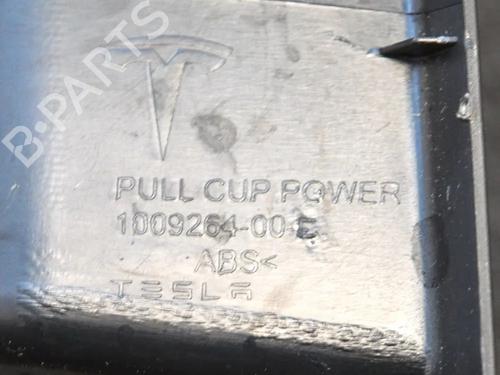 B-PARTS
PULL CUP POWER
1009264-00-E
ABS<
TESLA